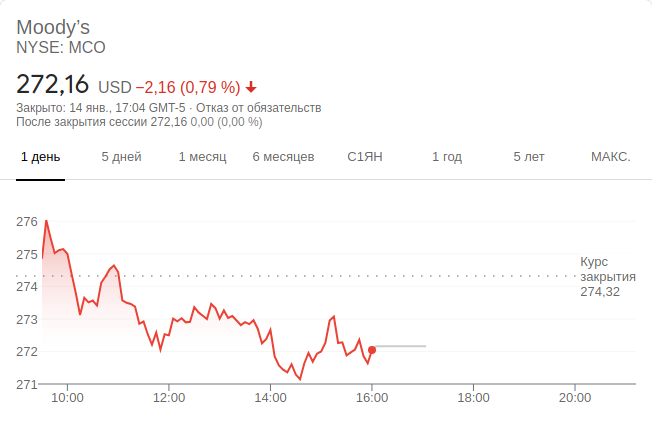 Moody’s
NYSE: MCO
272,16 USD −2,16 (0,79 %)
Закрыто: 14 янв., 17:04 GMT-5 · Отказ от обязательств
После закрытия сессии 272,16 0,00 (0,00 %)
1 день 5 дней 1 месяц 6 месяцев С1ЯН 1 год 5 лет МАКС.
276
275
Курс
закрытия
274,32
274
273
272
271
10:00 12:00 14:00 16:00 18:00 20:00